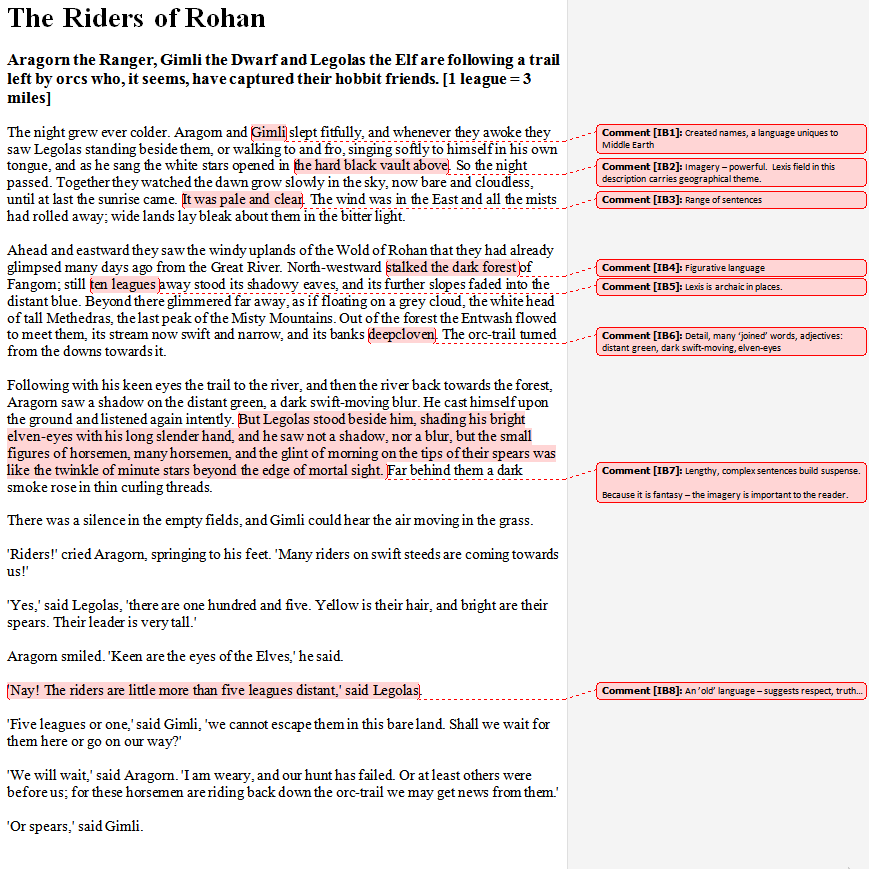 The Riders of Rohan
Aragorn the Ranger, Gimli the Dwarf and Legolas the Elf are following a trail
left by orcs who, it seems, have captured their hobbit friends. [1 league = 3
miles]
The night grew ever colder. Aragorn and Gimli slept fitfully, and whenever they awoke they
saw Legolas standing beside them, or walking to and fro, singing softly to himself in his own
tongue, and as he sang the white stars opened in the hard black vault above. So the night
passed. Together they watched the dawn grow slowly in the sky, now bare and cloudless,
until at last the sunrise came. It was pale and clear. The wind was in the East and all the mists
had rolled away; wide lands lay bleak about them in the bitter light.
Ahead and eastward they saw the windy uplands of the Wold of Rohan that they had already
glimpsed many days ago from the Great River. North-westward stalked the dark forest of
Fangorn; still ten leagues away stood its shadowy eaves, and its further slopes faded into the
distant blue. Beyond there glimmered far away, as if floating on a grey cloud, the white head
of tall Methedras, the last peak of the Misty Mountains. Out of the forest the Entwash flowed
to meet them, its stream now swift and narrow, and its banks deepcloven. The orc-trail turned
from the downs towards it.
Following with his keen eyes the trail to the river, and then the river back towards the forest,
Aragorn saw a shadow on the distant green, a dark swift-moving blur. He cast himself upon
the ground and listened again intently. But Legolas stood beside him, shading his bright
elven-eyes with his long slender hand, and he saw not a shadow, nor a blur, but the small
figures of horsemen, many horsemen, and the glint of morning on the tips of their spears was
like the twinkle of minute stars beyond the edge of mortal sight. Far behind them a dark
smoke rose in thin curling threads.
There was a silence in the empty fields, and Gimli could hear the air moving in the grass.
'Riders!' cried Aragorn, springing to his feet. 'Many riders on swift steeds are coming towards
us!'
'Yes,' said Legolas, 'there are one hundred and five. Yellow is their hair, and bright are their
spears. Their leader is very tall.'
Aragorn smiled. 'Keen are the eyes of the Elves,' he said.
'Nay! The riders are little more than five leagues distant,' said Legolas.
'Five leagues or one,' said Gimli, 'we cannot escape them in this bare land. Shall we wait for
them here or go on our way?'
'We will wait,' said Aragorn. 'I am weary, and our hunt has failed. Or at least others were
before us; for these horsemen are riding back down the orc-trail we may get news from them.'
'Or spears,' said Gimli.
Comment [IB1]: Created names, a language uniques to
Middle Earth
Comment [IB2]: Imagery – powerful. Lexis field in this
description carries geographical theme.
Comment [IB3]: Range of sentences
Comment [IB4]: Figurative language
Comment [IB5]: Lexis is archaic in places.
Comment [IB6]: Detail, many 'joined' words, adjectives:
distant green, dark swift-moving, elven-eyes
Comment [IB7]: Lengthy, complex sentences build suspense.
Because it is fantasy – the imagery is important to the reader.
Comment [IB8]: An 'old' language – suggests respect, truth...